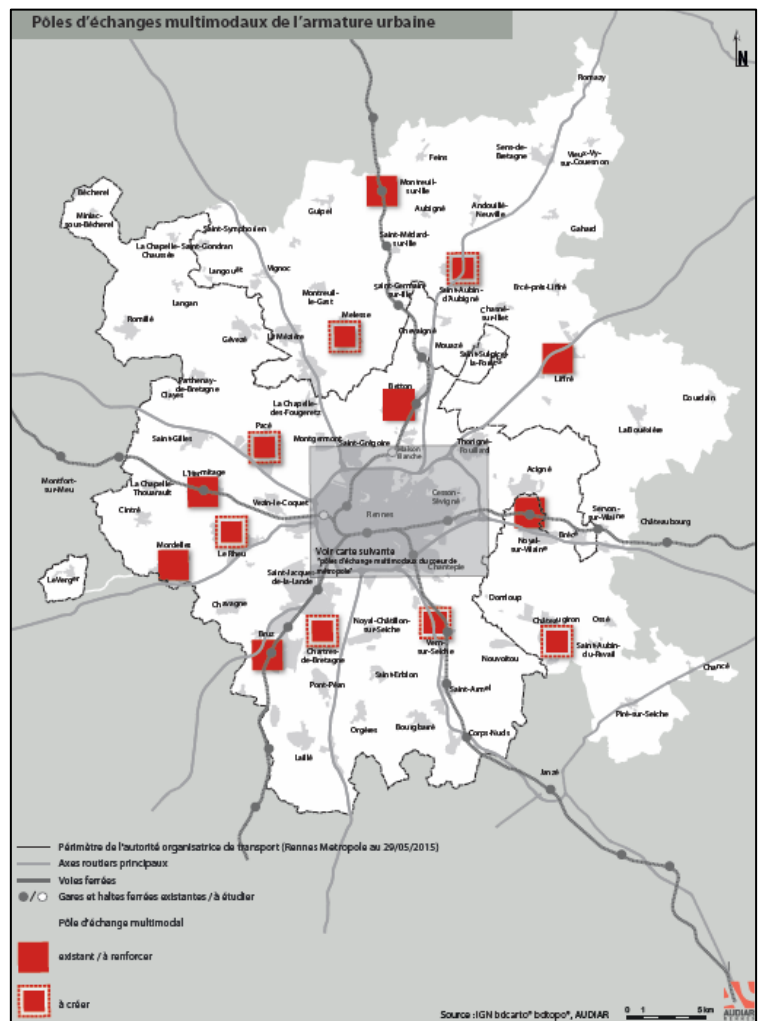 Pôles d'échanges multimodaux de l'armature urbaine
N
Romazy
Feins
Sens-de-
Bretagne
Vieux-Vy-
sur-Couesnon
Montreuil-
sur-Ille
Bécherel
Miniac-
sous-Bécherel
Guipel
Aubigné
Andouillé-
Neuville
Saint-Symphorien
Gahard
La Chapelle-
Chaussée
Saint-Gondran
Saint-Médard-
sur-Ille
Langouët
Vignoc
Langan
Montreuil-
le-Gast
Saint-Germain-
sur-Ille
Saint-Aubin-
d'Aubigné
Ercé-près-Liffré
Romillé
Melesse
Chasné-
sur-Illet
Gévezé
La Mézière
Chevaigné
Mouazé
Saint-Sulpice-
la-Forêt
Liffré
Parthenay-
de-Bretagne
Clayes
Betton
Dourdain
La Chapelle-
des-Fougeretz
La Bouëxière
Pacé
Saint-Gilles
Montgermont
Saint-Grégoire
Thorigné-
Fouillard
Maison
Blanche
Acigné
L'Hermitage
Montfort-
sur-Meu
La Chapelle-
Thouarault
Vezin-le-Coquet
Cesson-
Sévigné
Cintré
Rennes
Servon-
sur-Vilaine
Châteaubourg
Noyal-
sur-Vilaine
Brécé
Mordelles
Le Rheu
Voir carte suivante
"pôles d'échange multimodaux du cœur de
métropole"
Chantepie
Le Verger
Saint-Jacques-
de-la-Lande
Chavagne
Domloup
Noyal-Châtillon-
sur-Seiche
Châteaugiron
Ossé
Bruz
Chartres-
de-Bretagne
Vern-
sur-Seiche
Saint-Aubin-
du-Pavail
Nouvoitou
Chancé
Pont-Péan
Saint-Erblon
Saint-Armel
Piré-sur-Seiche
Orgères
Bourgbarré
Corps-Nuds
Laillé
Janzé
Périmètre de l'autorité organisatrice de transport (Rennes Metropole au 29/05/2015)
Axes routiers principaux
Voies ferrées
Gares et haltes ferrées existantes / à étudier
Pôle d'échange multimodal
existant / à renforcer
à créer
Source : IGN bdcarto® bdtopo®, AUDIAR
0 1 5 km
AUDIAR